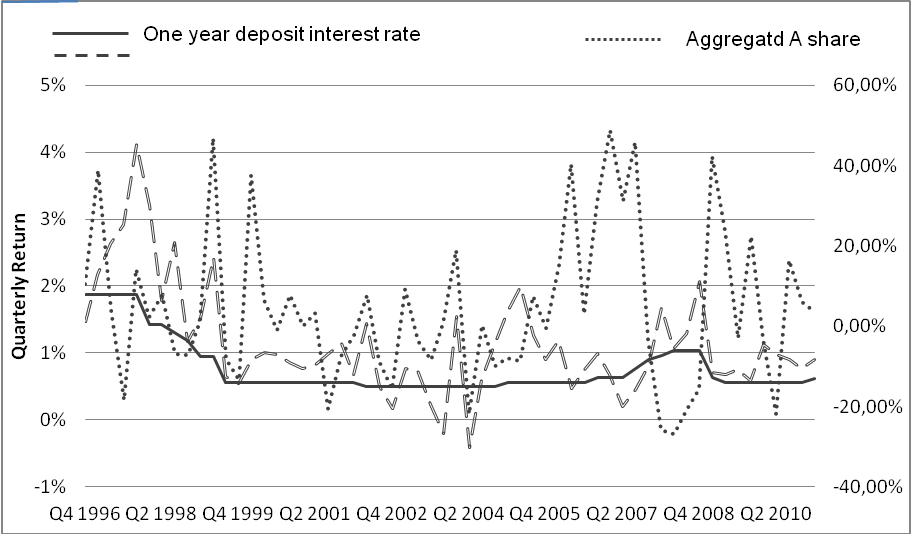 One year deposit interest rate Aggregatd A share
5% 60,00%
4% 40,00%
3% 20,00%
2% 0,00%
1% -20,00%
0% -40,00%
-1%
Quarterly Return
Q4 1996 Q2 1998 Q4 1999 Q2 2001 Q4 2002 Q2 2004 Q4 2005 Q2 2007 Q4 2008 Q2 2010